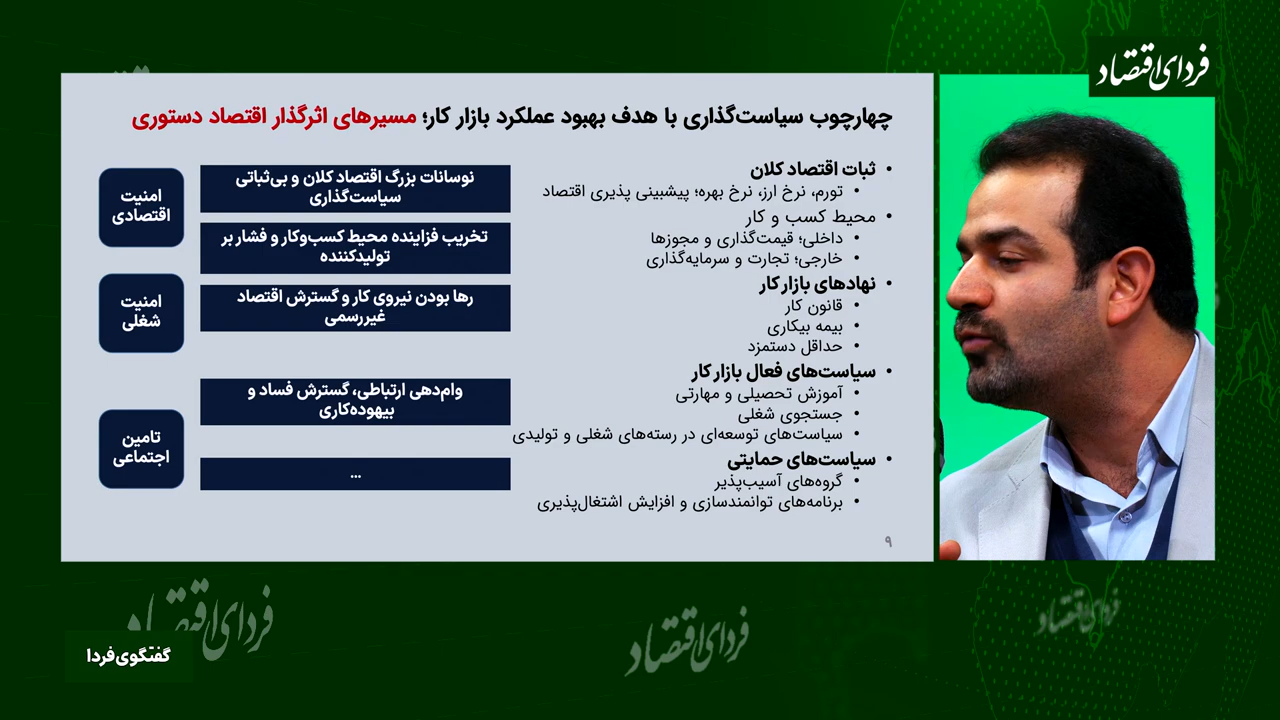 فردای اقتصاد
چهارچوب سیاست‌گذاری با هدف بهبود عملکرد بازار کار؛ مسیرهای اثرگذار اقتصاد دستوری
• ثبات اقتصاد کلان
• تورم، نرخ ارز، نرخ بهره؛ پیشبینی پذیری اقتصاد
• محیط کسب و کار
• داخلی؛ قیمت‌گذاری و مجوزها
• خارجی؛ تجارت و سرمایه‌گذاری
• نهادهای بازار کار
• قانون کار
• بیمه بیکاری
• حداقل دستمزد
• سیاست‌های فعال بازار کار
• آموزش تحصیلی و مهارتی
• جستجوی شغلی
• سیاست‌های توسعه‌ای در رسته‌های شغلی و تولیدی
• سیاست‌های حمایتی
• گروه‌های آسیب‌پذیر
• برنامه‌های توانمندسازی و افزایش اشتغال‌پذیری
نوسانات بزرگ اقتصاد کلان و بی‌ثباتی
سیاست‌گذاری
تخریب فزاینده محیط کسب‌وکار و فشار بر
تولیدکننده
رها بودن نیروی کار و گسترش اقتصاد
غیررسمی
وام‌دهی ارتباطی، گسترش فساد و
بیهوده‌کاری
...
امنیت
اقتصادی
امنیت
شغلی
تامین
اجتماعی
۹
فردای اقتصاد
فردای اقتصاد
فردای اقتصاد
گفتگوی فردا